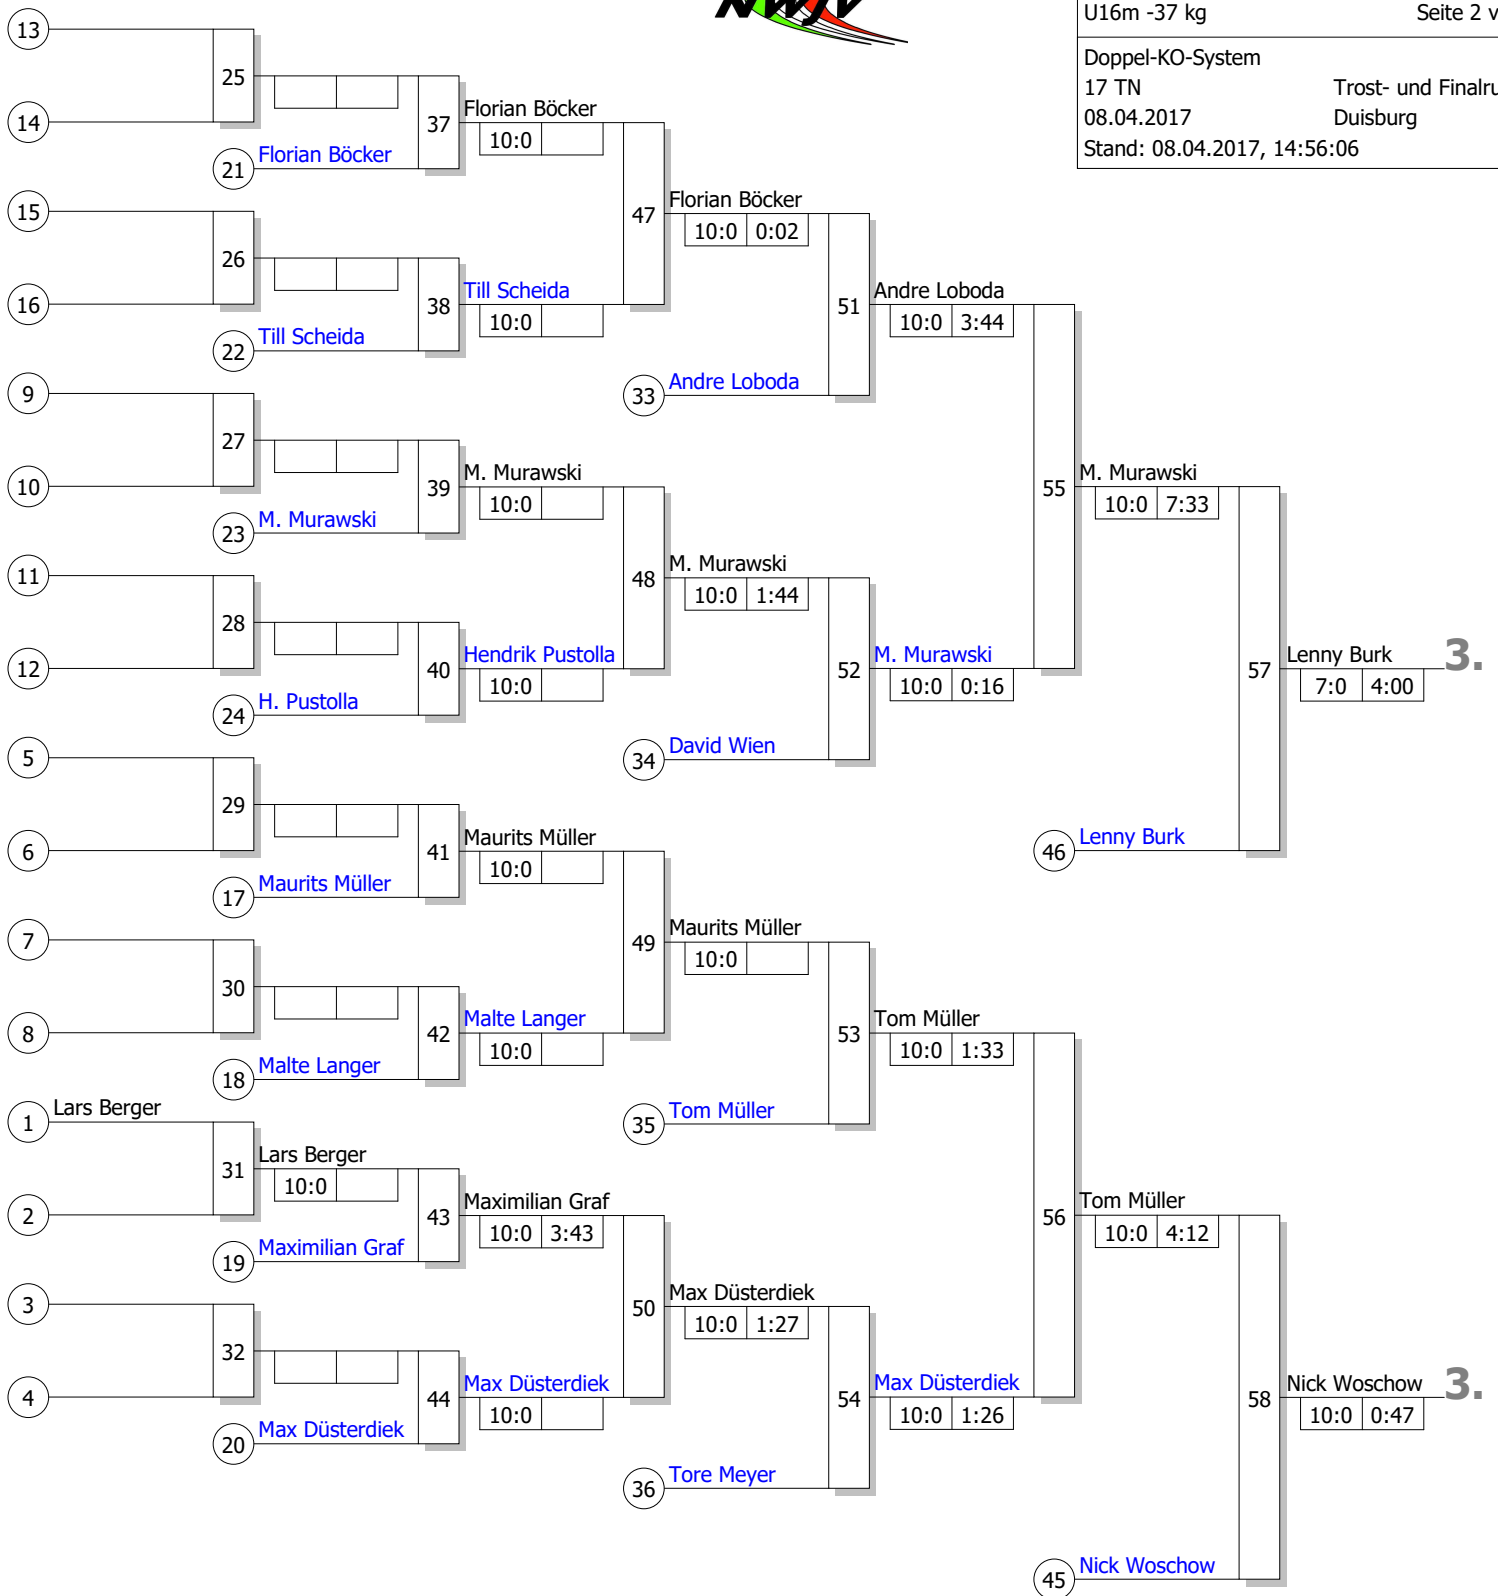 NWJV
U16m -37 kg Seite 2 v
Doppel-KO-System
17 TN Trost- und Finalru
08.04.2017 Duisburg
Stand: 08.04.2017, 14:56:06
13
25
14
37
Florian Böcker
10:0
21 Florian Böcker
15
47
Florian Böcker
10:0 0:02
26
16
38
Till Scheida
10:0
22 Till Scheida
51
Andre Loboda
10:0 3:44
33 Andre Loboda
9
27
10
39
M. Murawski
10:0
23 M. Murawski
55
M. Murawski
10:0 7:33
11
48
M. Murawski
10:0 1:44
28
12
40
Hendrik Pustolla
10:0
24 H. Pustolla
52
M. Murawski
10:0 0:16
57
Lenny Burk 3.
7:0 4:00
34 David Wien
5
29
6
41
Maurits Müller
10:0
46 Lenny Burk
17 Maurits Müller
7
49
Maurits Müller
10:0
30
8
42
Malte Langer
10:0
18 Malte Langer
53
Tom Müller
10:0 1:33
35 Tom Müller
1 Lars Berger
31
Lars Berger
10:0
2
43
Maximilian Graf
10:0 3:43
19 Maximilian Graf
56
Tom Müller
10:0 4:12
3
50
Max Düsterdiek
10:0 1:27
32
4
44
Max Düsterdiek
10:0
20 Max Düsterdiek
54
Max Düsterdiek
10:0 1:26
58
Nick Woschow 3.
10:0 0:47
36 Tore Meyer
45 Nick Woschow